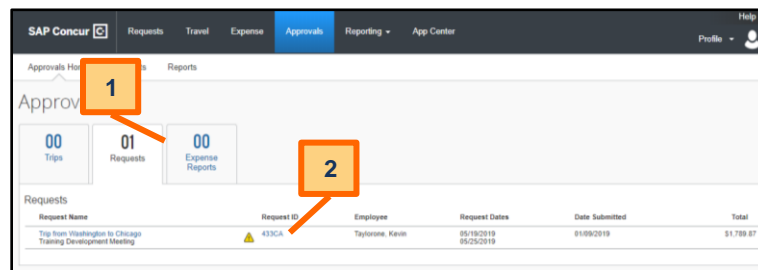 Help
SAP Concur C Requests Travel Expense Approvals Reporting App Center Profile
Approvals Hom s Reports
Approv
1
00 01 00
Trips Requests Expense
Reports
2
Requests
Request Name Request ID Employee Request Dates Date Submitted Total
Trip from Washington to Chicago 433CA Taylorone, Kevin 05/19/2019 01/09/2019 $1,789.87
Training Development Meeting 05/25/2019